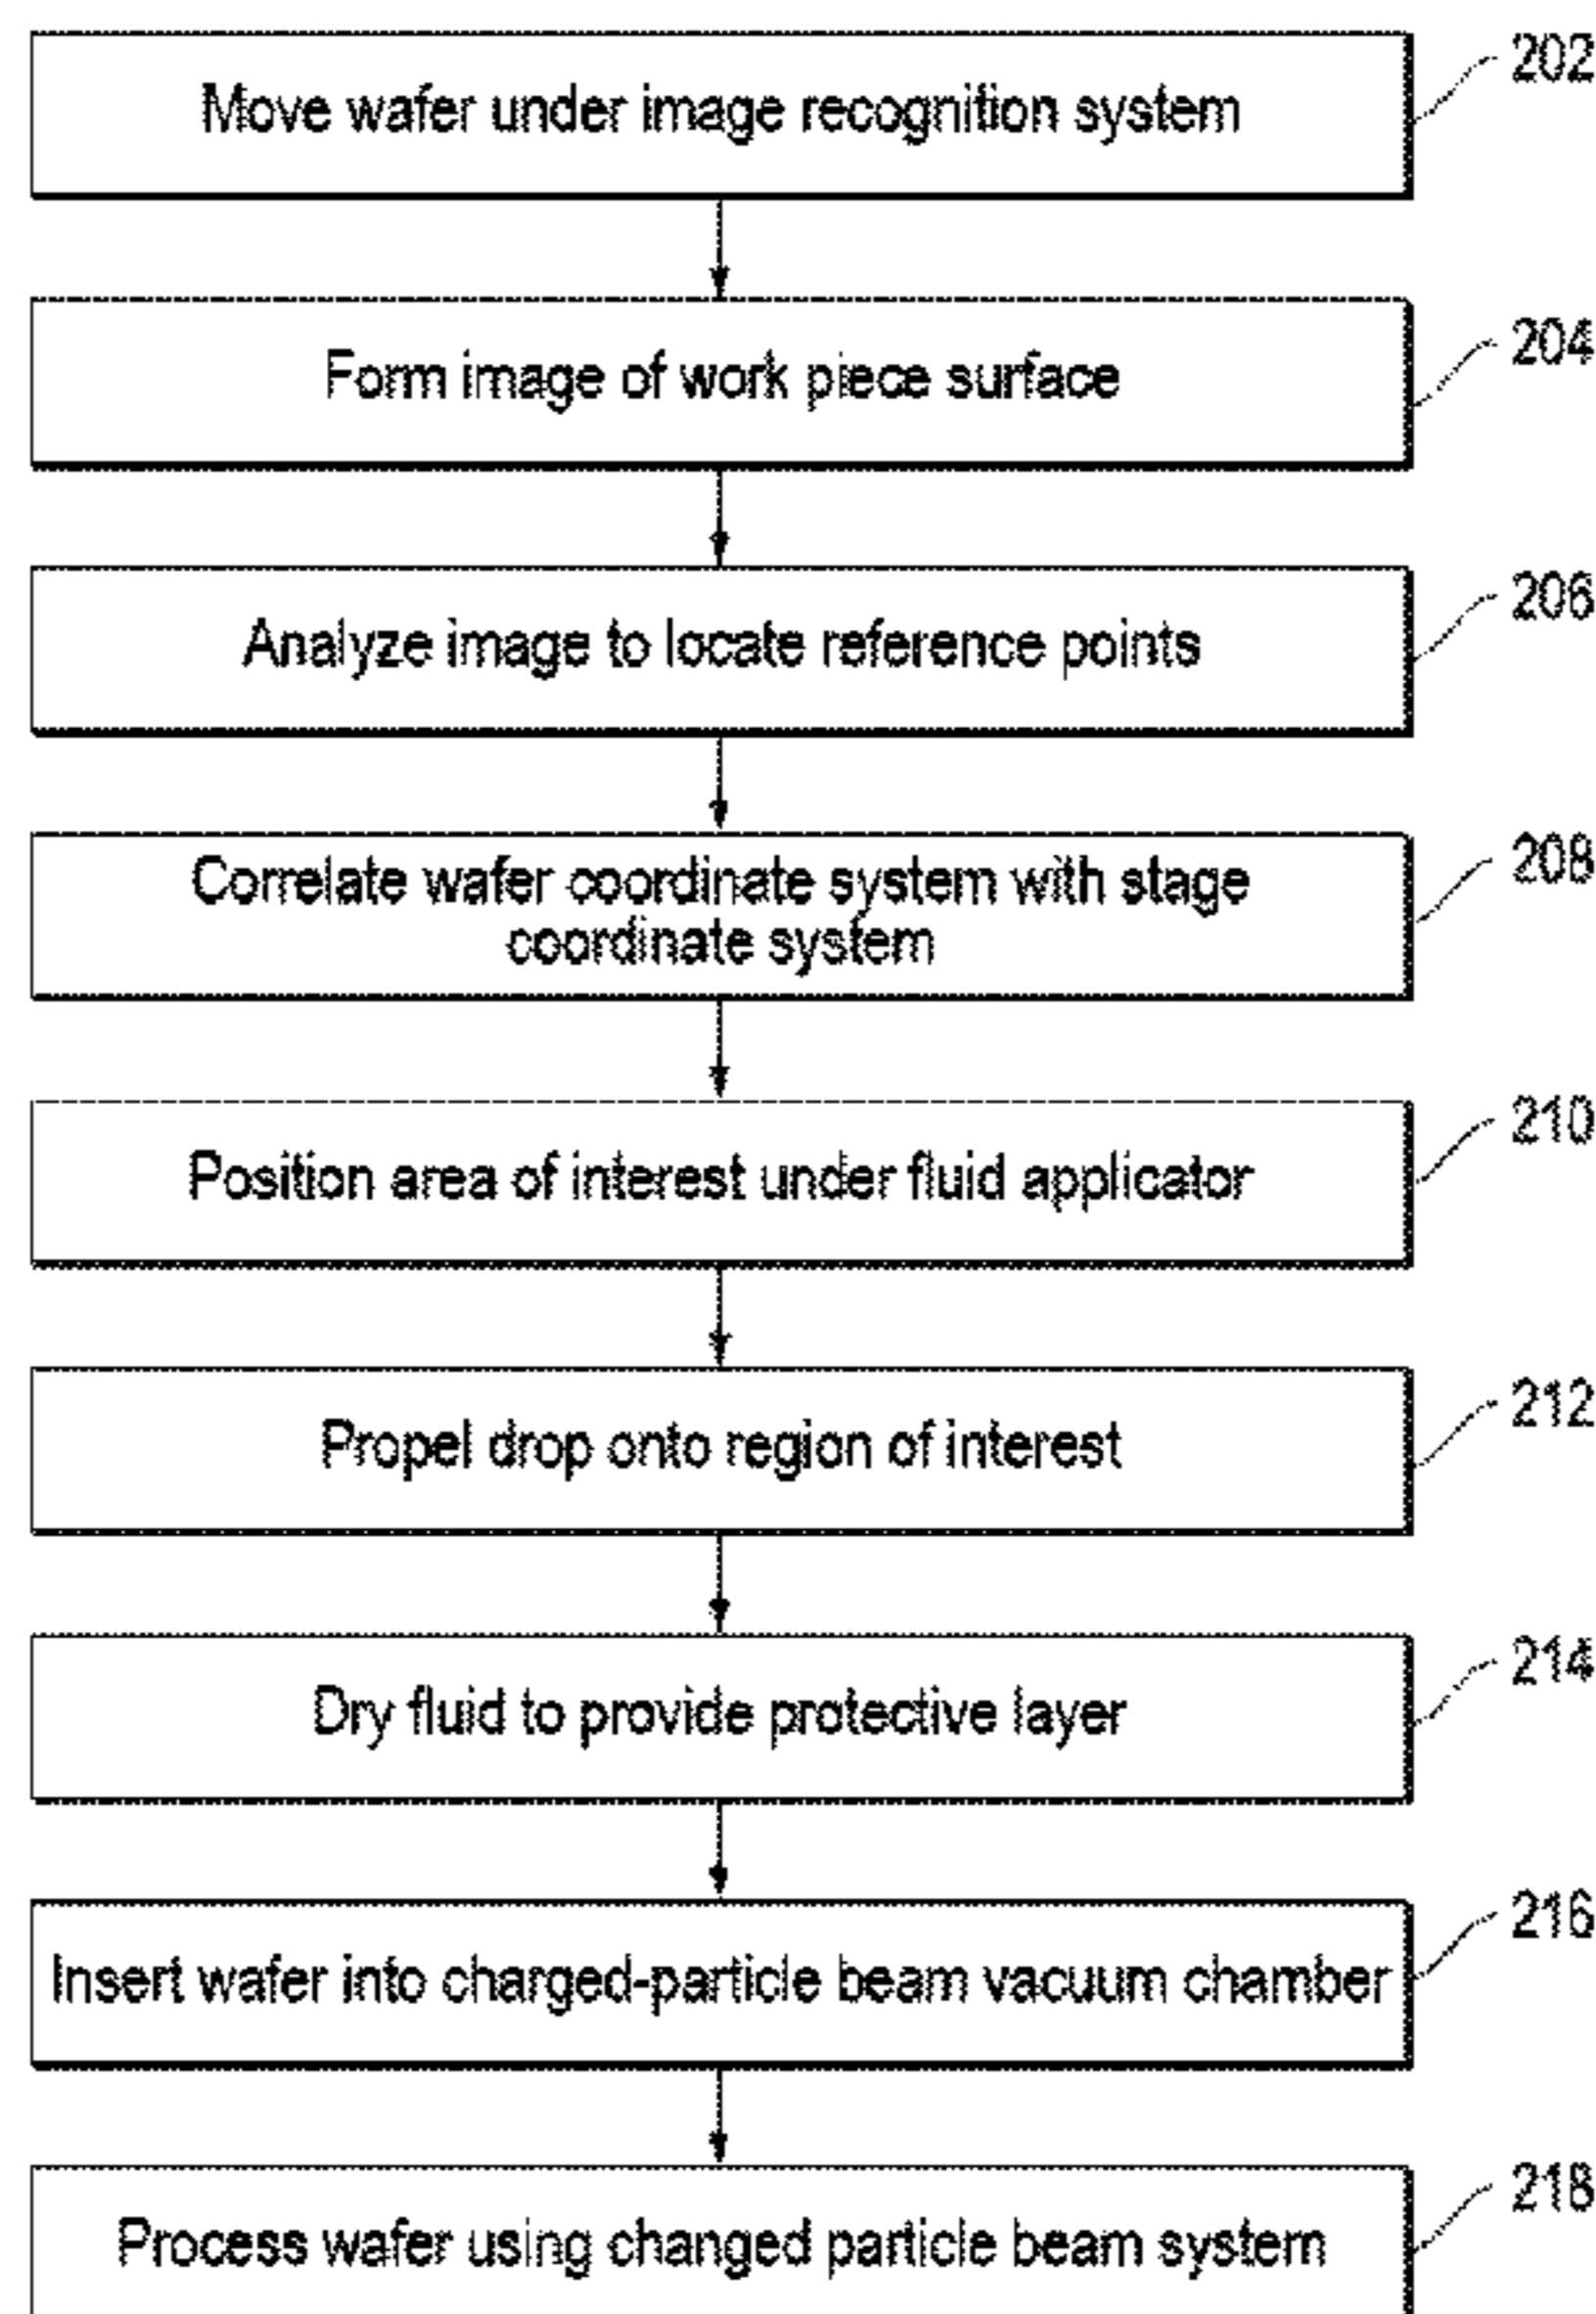 Move wafer under image recognition system
202
Form image of work piece surface
204
Analyze image to locate reference points
206
Correlate wafer coordinate system with stage
coordinate system
208
Position area of interest under fluid applicator
210
Propel drop onto region of interest
212
Dry fluid to provide protective layer
214
Insert wafer into charged-particle beam vacuum chamber
216
Process wafer using changed particle beam system
218